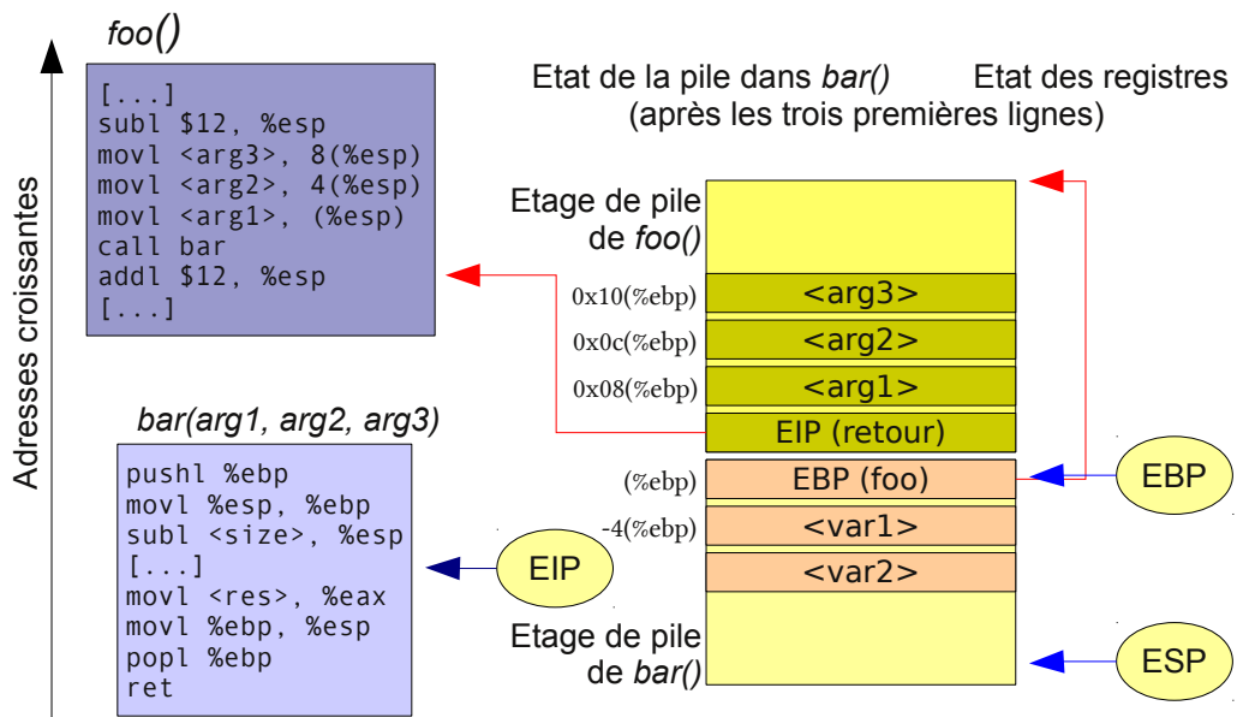 foo()
[...]
subl $12, %esp
movl <arg3>, 8(%esp)
movl <arg2>, 4(%esp)
movl <arg1>, (%esp)
call bar
addl $12, %esp
[...]
Adresses croissantes
bar(arg1, arg2, arg3)
pushl %ebp
movl %esp, %ebp
subl <size>, %esp
[...]
movl <res>, %eax
movl %ebp, %esp
popl %ebp
ret
EIP
Etat de la pile dans bar()
(après les trois premières lignes)
Etat des registres
Etage de pile
de foo()
0x10(%ebp) <arg3>
0x0c(%ebp) <arg2>
0x08(%ebp) <arg1>
EIP (retour)
(%ebp) EBP (foo)
-4(%ebp) <var1>
<var2>
Etage de pile
de bar()
EBP
ESP